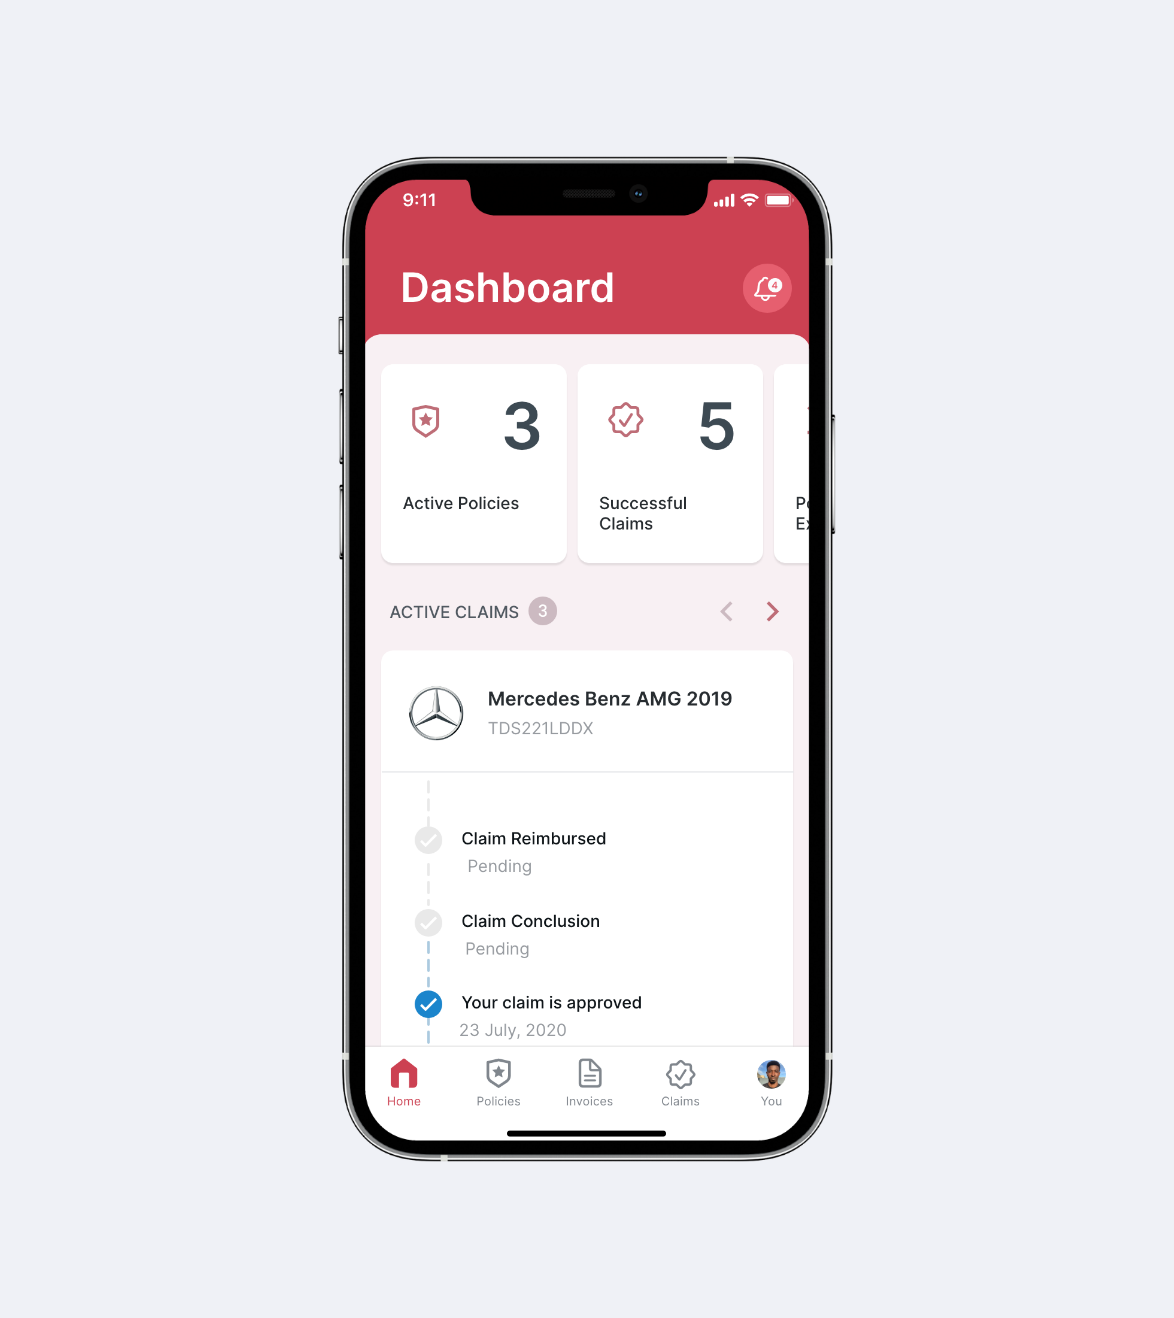 9:11
Dashboard
4
3
Active Policies
5
Successful
Claims
ACTIVE CLAIMS 3
Mercedes Benz AMG 2019
TDS221LDDX
Claim Reimbursed
Pending
Claim Conclusion
Pending
Your claim is approved
23 July, 2020
Home
Policies
Invoices
Claims
You